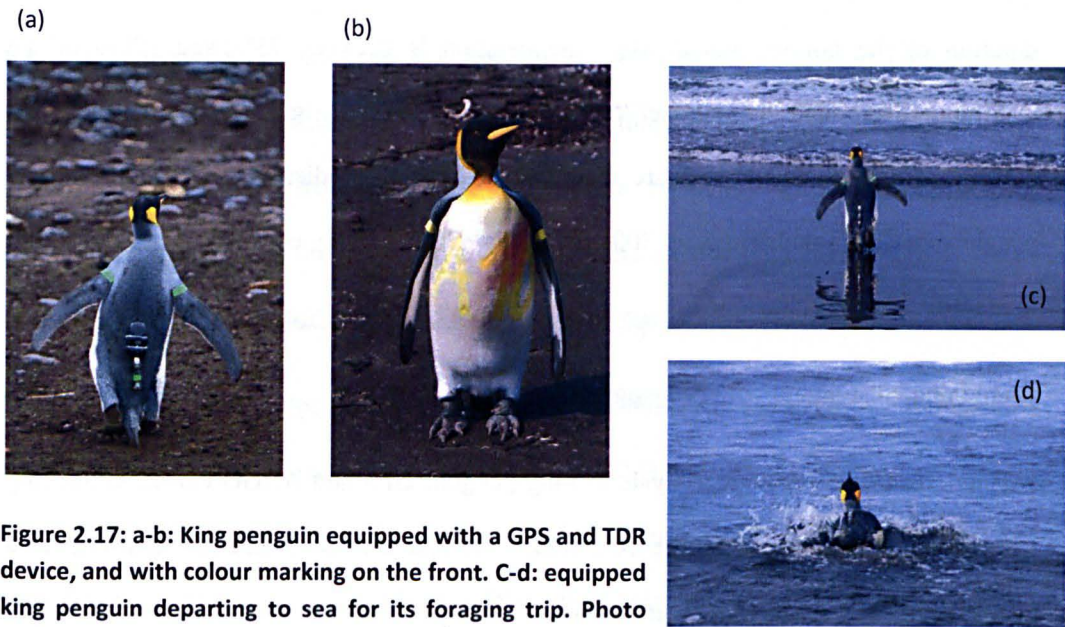 (a)
(b)
(c)
(d)
Figure 2.17: a-b: King penguin equipped with a GPS and TDR
device, and with colour marking on the front. C-d: equipped
king penguin departing to sea for its foraging trip. Photo